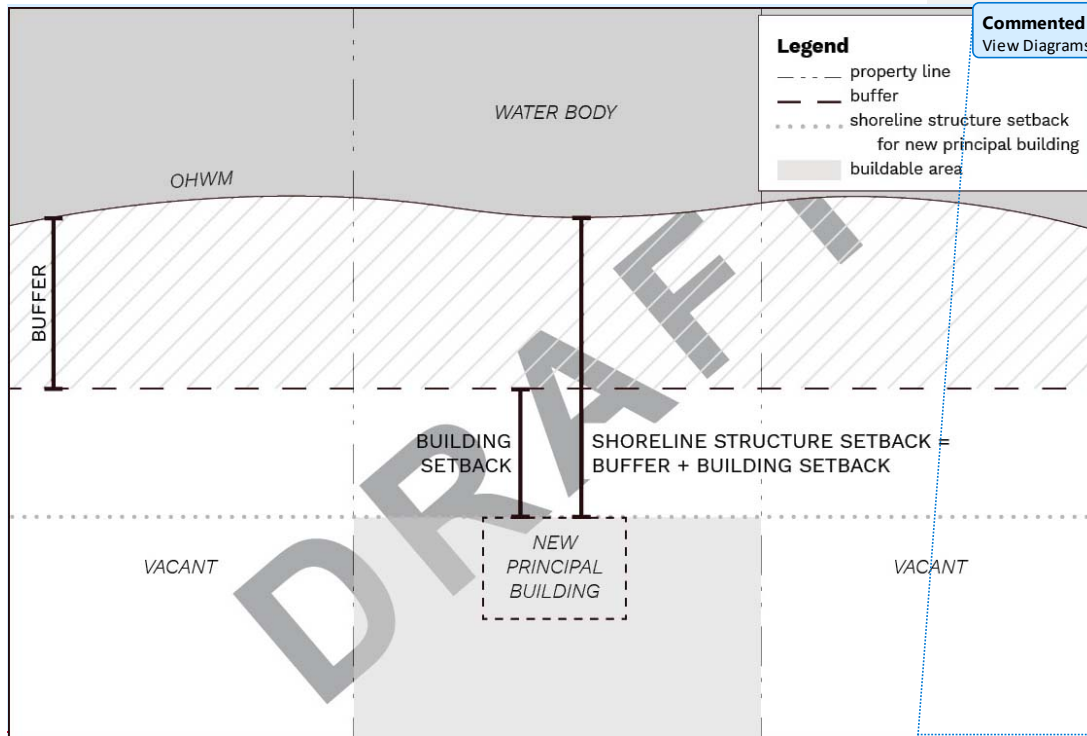 Commented
View Diagrams
Legend
property line
buffer
shoreline structure setback
for new principal building
buildable area
WATER BODY
OHWM
BUFFER
BUILDING
SETBACK
SHORELINE STRUCTURE SETBACK =
BUFFER + BUILDING SETBACK
VACANT
NEW
PRINCIPAL
BUILDING
VACANT
DRAFT